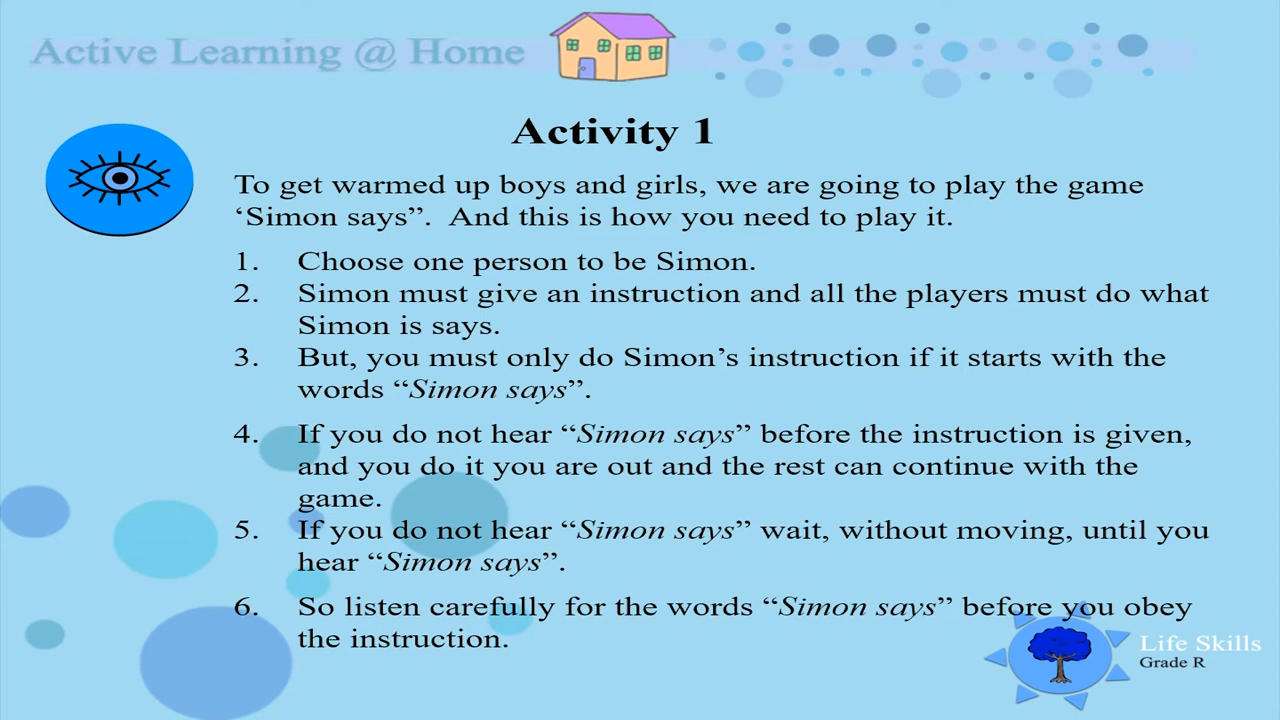 Active Learning @ Home
Activity 1
To get warmed up boys and girls, we are going to play the game
‘Simon says”.  And this is how you need to play it.
1. Choose one person to be Simon.
2. Simon must give an instruction and all the players must do what
Simon is says.
3. But, you must only do Simon’s instruction if it starts with the
words “Simon says”.
4. If you do not hear “Simon says” before the instruction is given,
and you do it you are out and the rest can continue with the
game.
5. If you do not hear “Simon says” wait, without moving, until you
hear “Simon says”.
6. So listen carefully for the words “Simon says” before you obey
the instruction.
Life Skills
Grade R